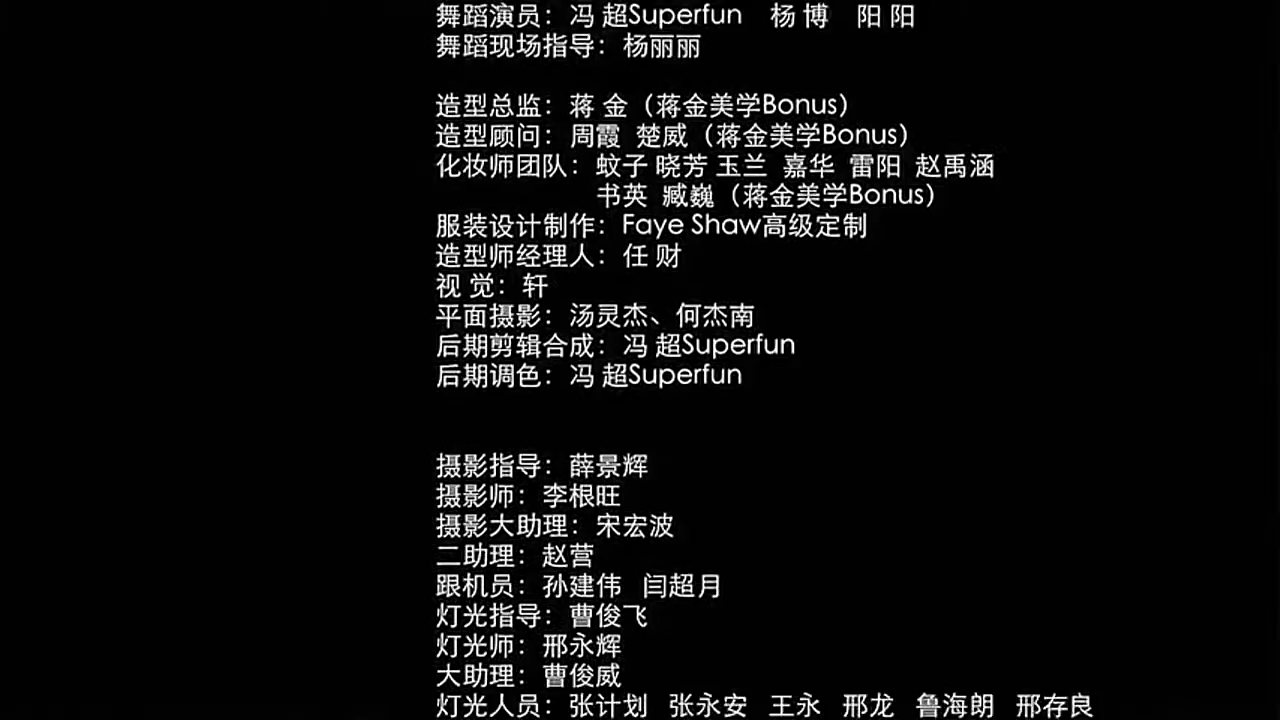 舞蹈演员：冯 超Superfun 杨 博 阳 阳
舞蹈现场指导：杨丽丽
造型总监：蒋 金（蒋金美学Bonus）
造型顾问：周霞 楚威（蒋金美学Bonus）
化妆师团队：蚊子 晓芳 玉兰 嘉华 雷阳 赵禹涵
书英 臧巍（蒋金美学Bonus）
服装设计制作：Faye Shaw高级定制
造型师经理人：任 财
视 觉：轩
平面摄影：汤灵杰、何杰南
后期剪辑合成：冯 超Superfun
后期调色：冯 超Superfun
摄影指导：薛景辉
摄影师：李根旺
摄影大助理：宋宏波
二助理：赵营
跟机员：孙建伟 闫超月
灯光指导：曹俊飞
灯光师：邢永辉
大助理：曹俊威
灯光人员：张计划 张永安 王永 邢龙 鲁海朗 邢存良